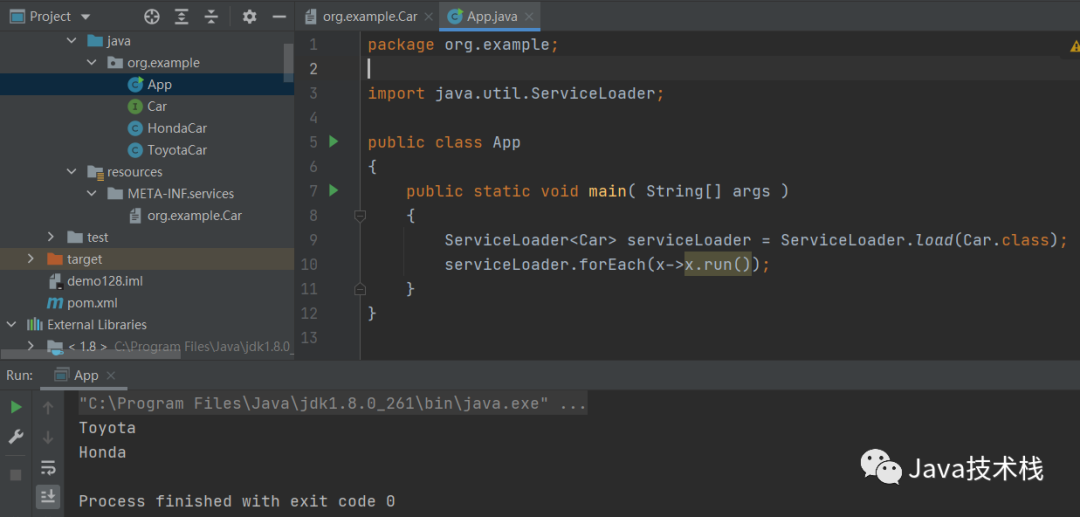 Project
org.example.Car
App.java
java
org.example
App
Car
HondaCar
ToyotaCar
resources
META-INF.services
org.example.Car
test
target
demo128.iml
pom.xml
External Libraries
< 1.8 > C:\Program Files\Java\jdk1.8.0_
1 package org.example;
2
3 import java.util.ServiceLoader;
4
5 public class App
6 {
7 public static void main( String[] args )
8 {
9 ServiceLoader<Car> serviceLoader = ServiceLoader.load(Car.class);
10 serviceLoader.forEach(x->x.run());
11 }
12 }
13
Run: App
"C:\Program Files\Java\jdk1.8.0_261\bin\java.exe" ...
Toyota
Honda
Process finished with exit code 0
Java技术栈